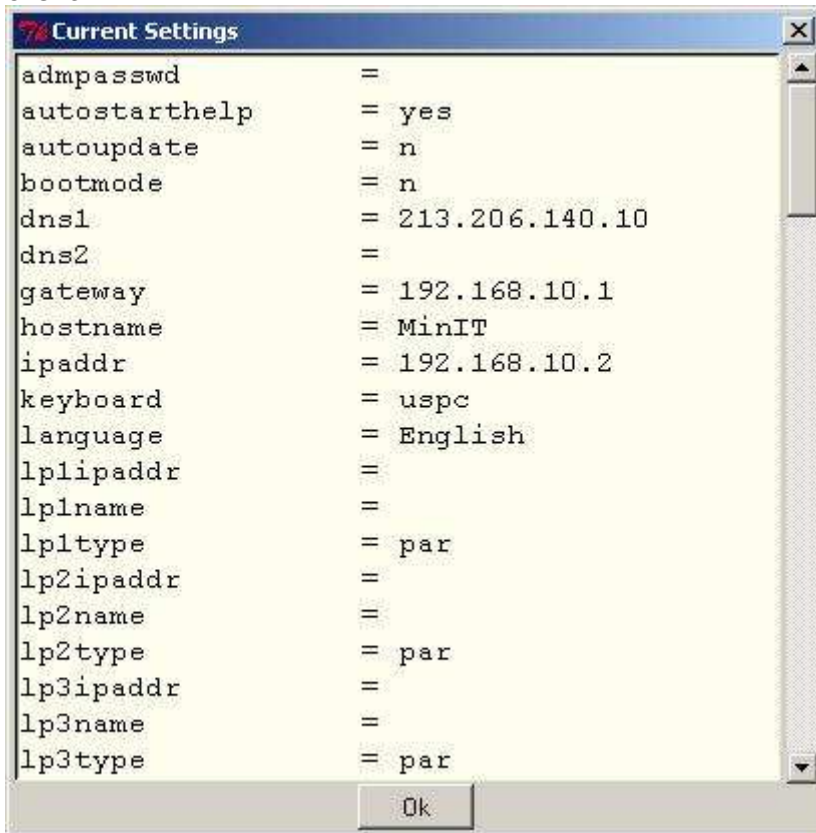 Current Settings
admpasswd =
autostarthelp = yes
autoupdate = n
bootmode = n
dns1 = 213.206.140.10
dns2 =
gateway = 192.168.10.1
hostname = MinIT
ipaddr = 192.168.10.2
keyboard = uspc
language = English
lp1ipaddr =
lp1name =
lp1type = par
lp2ipaddr =
lp2name =
lp2type = par
lp3ipaddr =
lp3name =
lp3type = par
Ok